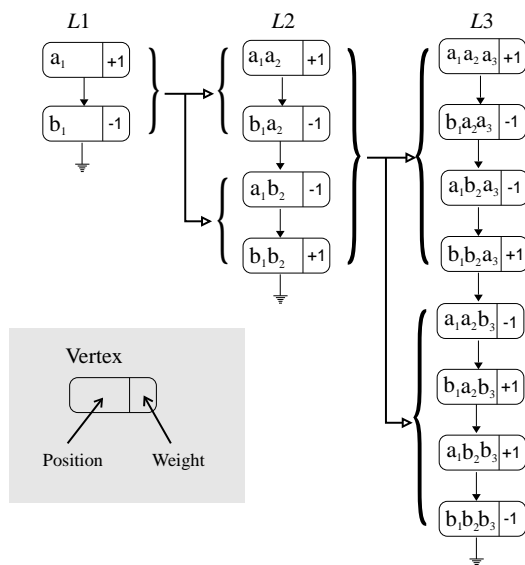 L1 L2 L3
a₁ +1
b₁ -1
a₁a₂ +1
b₁a₂ -1
a₁b₂ -1
b₁b₂ +1
a₁a₂a₃ +1
b₁a₂a₃ -1
a₁b₂a₃ -1
b₁b₂a₃ +1
a₁a₂b₃ -1
b₁a₂b₃ +1
a₁b₂b₃ +1
b₁b₂b₃ -1
Vertex
Position Weight